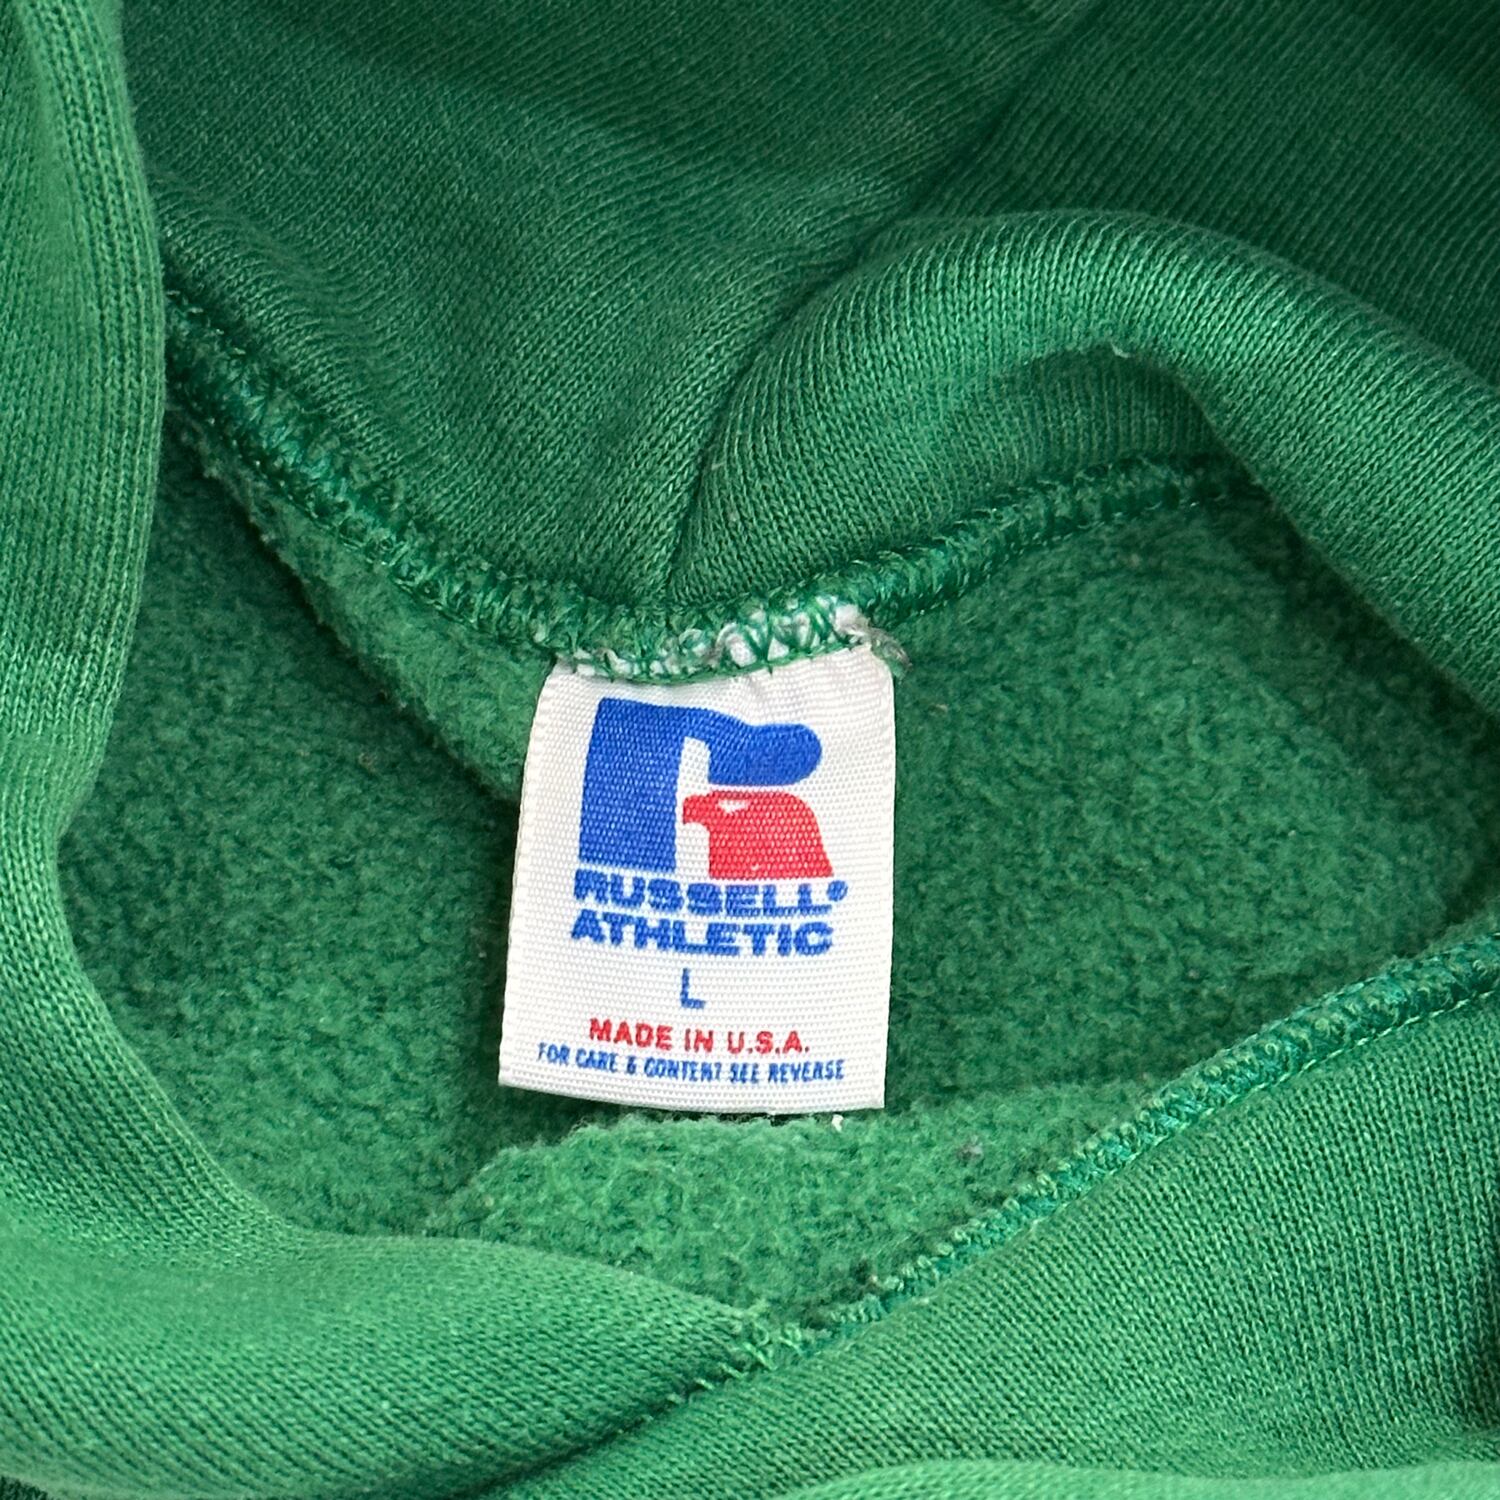 RUSSELL®
ATHLETIC
L
MADE IN U.S.A.
FOR CARE & CONTENT SEE REVERSE